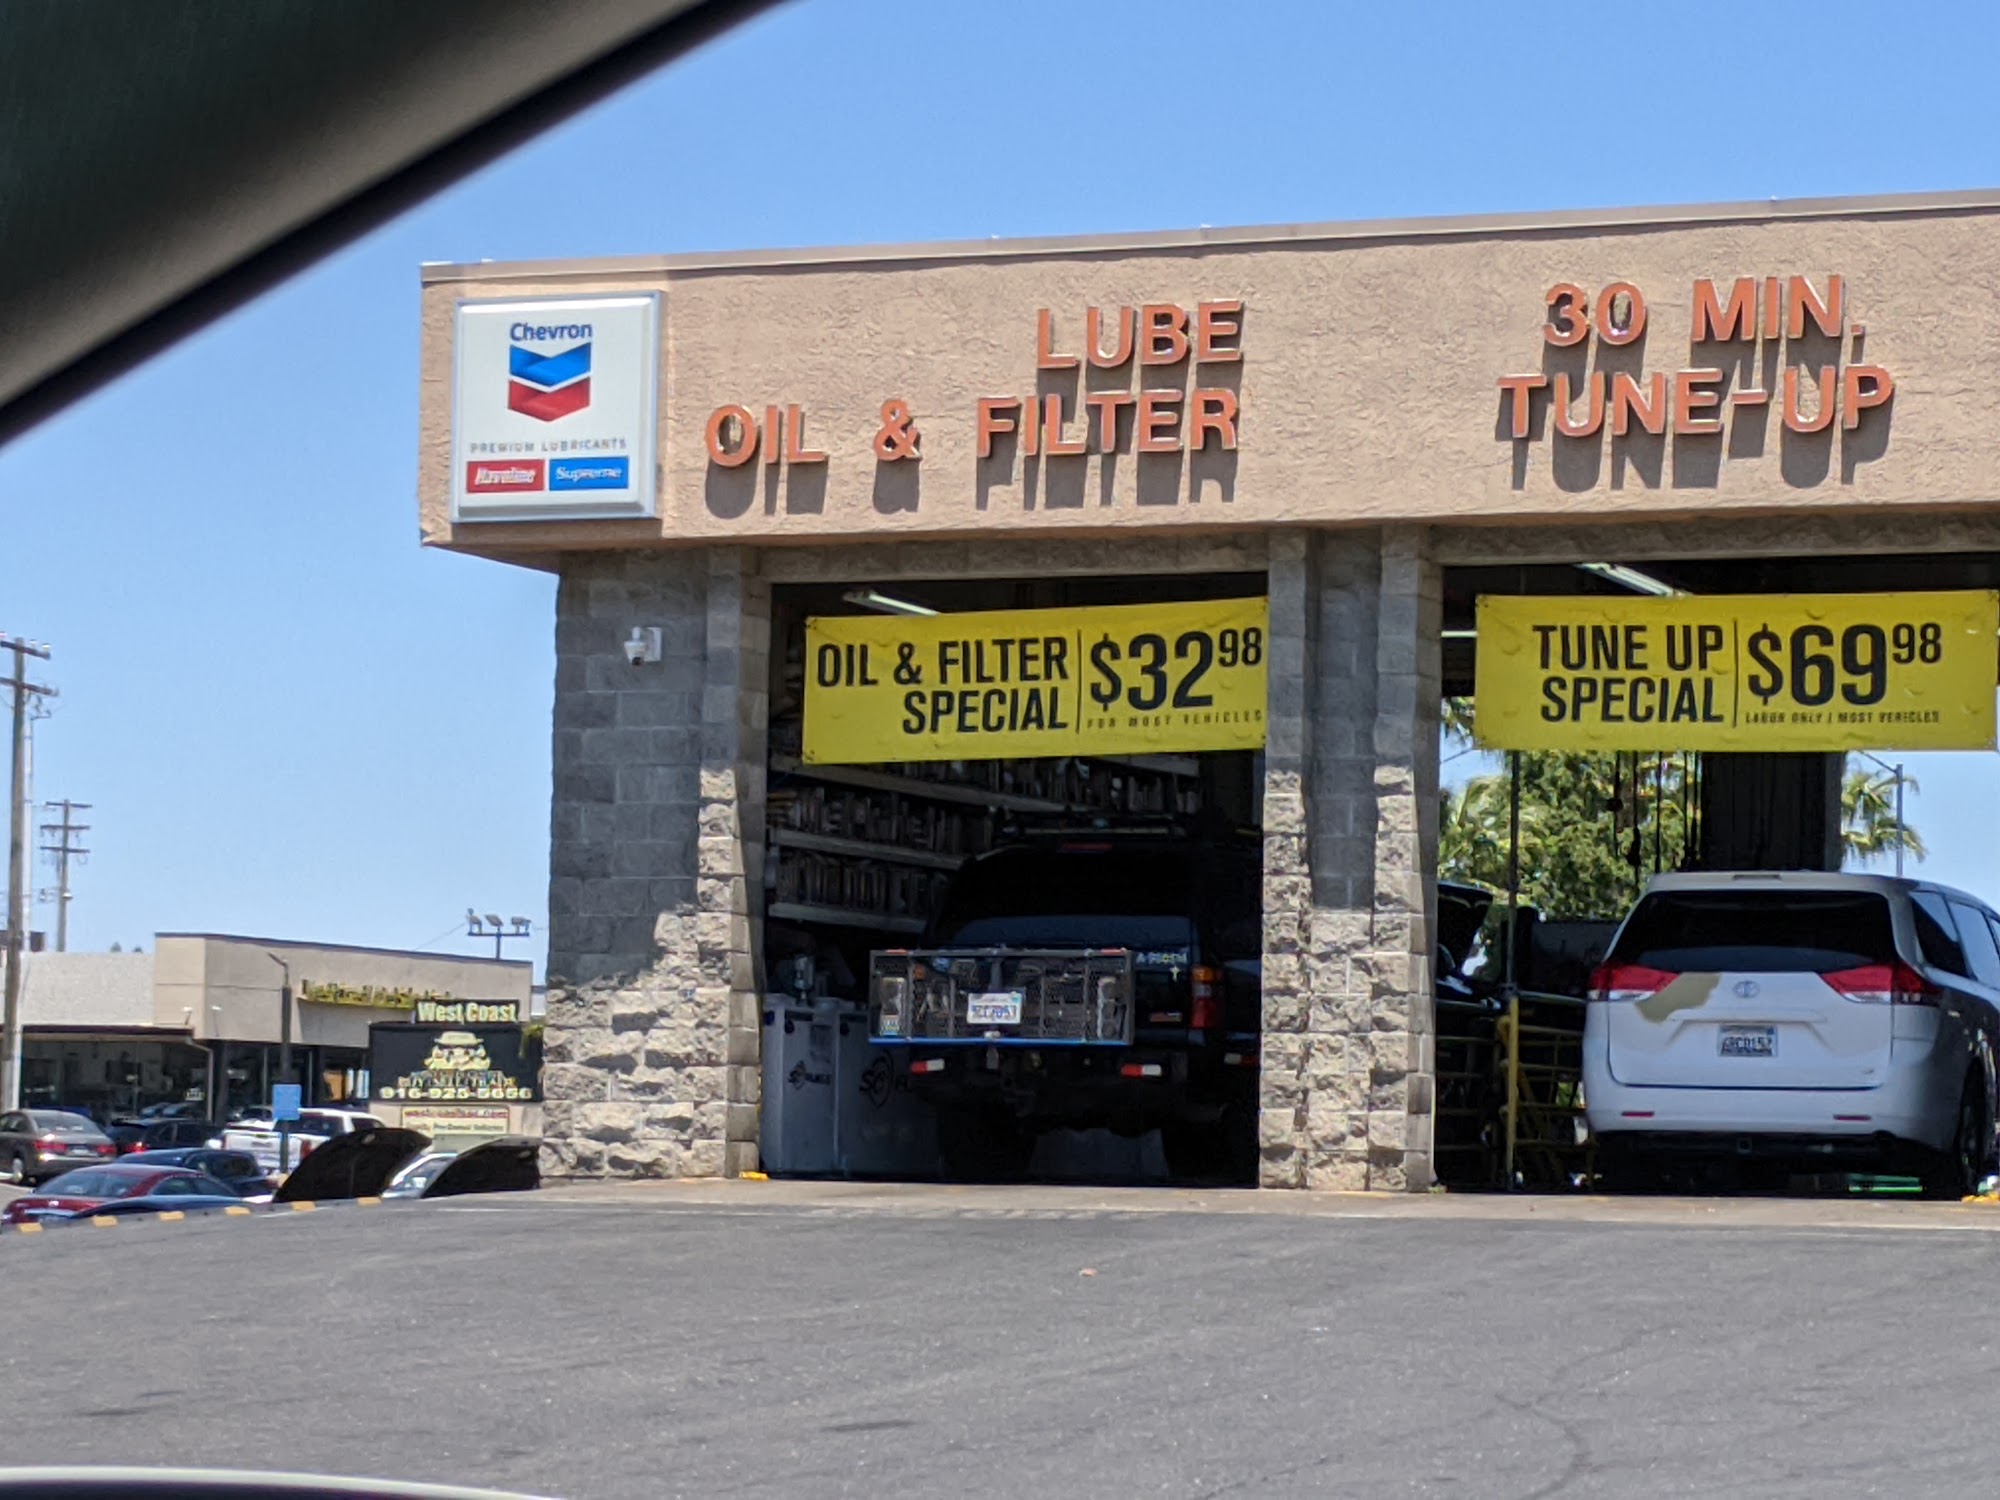 Chevron
PREMIUM LUBRICANTS
Havoline
Supreme
LUBE
OIL & FILTER
30 MIN.
TUNE-UP
OIL & FILTER
SPECIAL
$32 98
FOR MOST VEHICLES
TUNE UP
SPECIAL
$69 98
LABOR ONLY / MOST VEHICLES
West Coast
916-923-5656